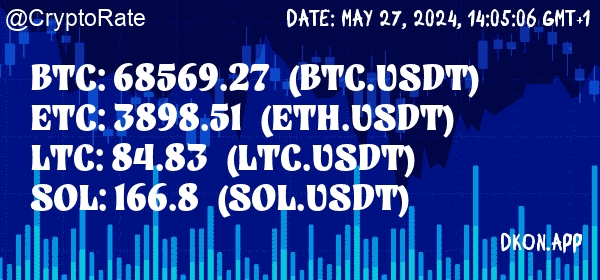 @CryptoRate
DATE: MAY 27, 2024, 14:05:06 GMT+1
BTC: 68569.27 (BTC.USDT)
ETC: 3898.51 (ETH.USDT)
LTC: 84.83 (LTC.USDT)
SOL: 166.8 (SOL.USDT)
DKON.APP